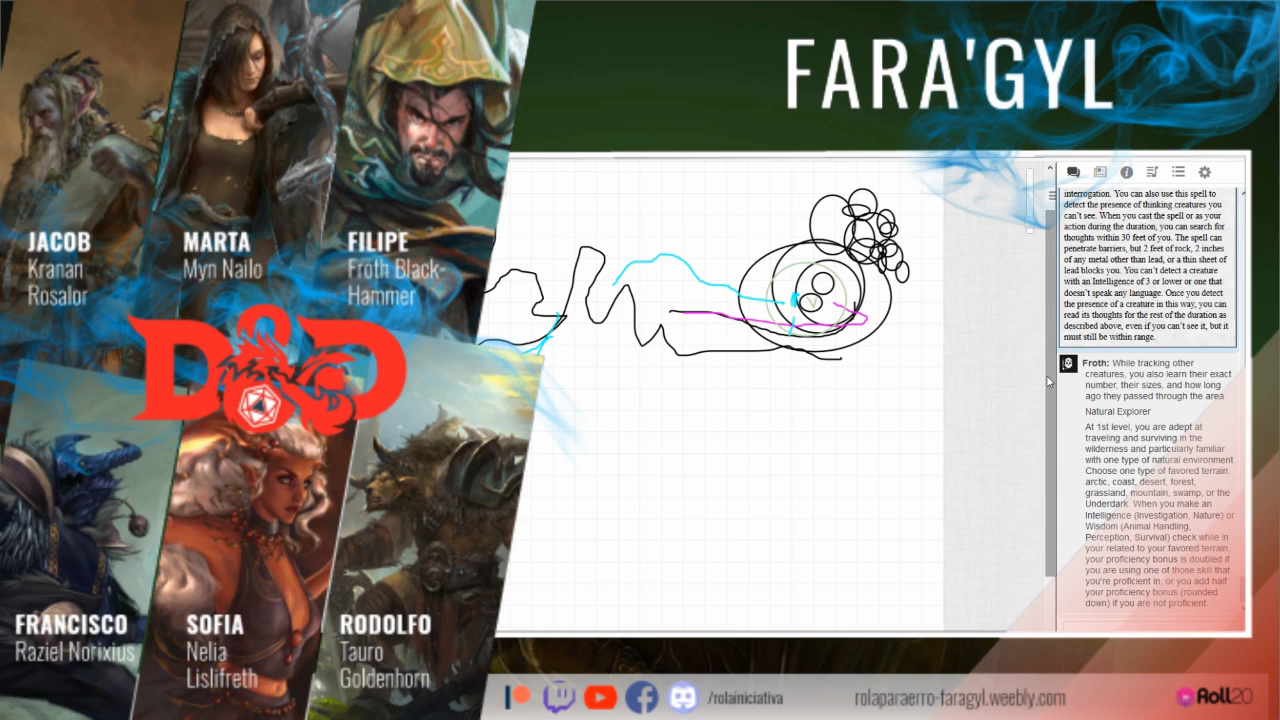 FARA'GYL
JACOB
Kranan
Rosalor
MARTA
Myn Nailo
FILIPE
Froth Black-
Hammer
D&D
FRANCISCO
Raziel Norixius
SOFIA
Nelia
Lislifreth
RODOLFO
Tauro
Goldenhorn
interrogation. You can also use this spell to
detect the presence of thinking creatures you
can't see. When you cast the spell or as your
action during the duration, you can search for
thoughts within 30 feet of you. The spell can
penetrate barriers, but 2 feet of rock, 2 inches
of any metal other than lead, or a thin sheet of
lead blocks you. You can't detect a creature
with an Intelligence of 3 or lower or one that
doesn't speak any language. Once you detect
the presence of a creature in this way, you can
read its thoughts for the rest of the duration as
described above, even if you can't see it, but it
must still be within range.
Froth: While tracking other
creatures, you also learn their exact
number, their sizes, and how long
ago they passed through the area
Natural Explorer
At 1st level, you are adept at
traveling and surviving in the
wilderness and particularly familiar
with one type of natural environment.
Choose one type of favored terrain:
arctic, coast, desert, forest,
grassland, mountain, swamp, or the
Underdark. When you make an
Intelligence (Investigation, Nature) or
Wisdom (Animal Handling,
Perception, Survival) check while in
your related to your favored terrain,
your proficiency bonus is doubled if
you are using one of those skill that
you're proficient in, or you add half
your proficiency bonus (rounded
down) if you are not proficient.
/rolainiciativa
rolaparaerro-faragyl.weebly.com
Roll20